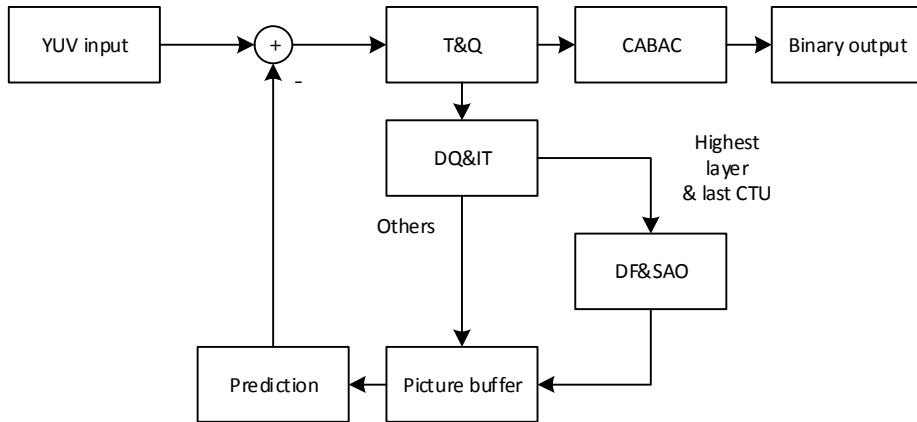 YUV input
+
T&Q
CABAC
Binary output
-
DQ&IT
Highest
layer
& last CTU
Others
DF&SAO
Prediction
Picture buffer